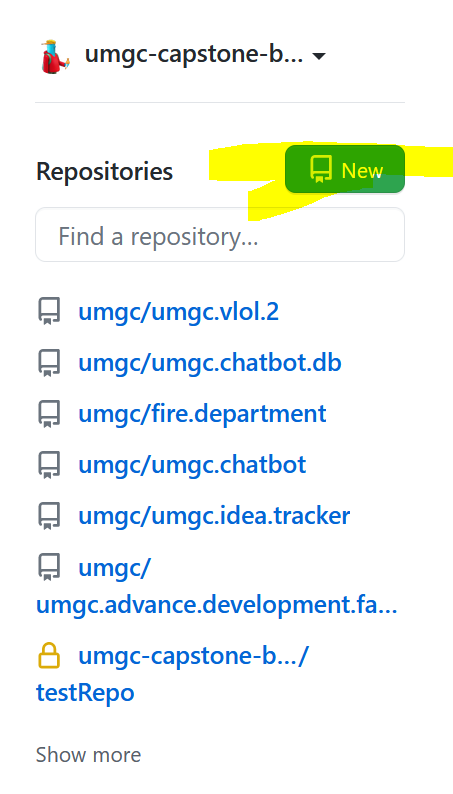 umgc-capstone-b...
Repositories
New
Find a repository...
umgc/umgc.vlol.2
umgc/umgc.chatbot.db
umgc/fire.department
umgc/umgc.chatbot
umgc/umgc.idea.tracker
umgc/
umgc.advance.development.fa...
umgc-capstone-b.../
testRepo
Show more